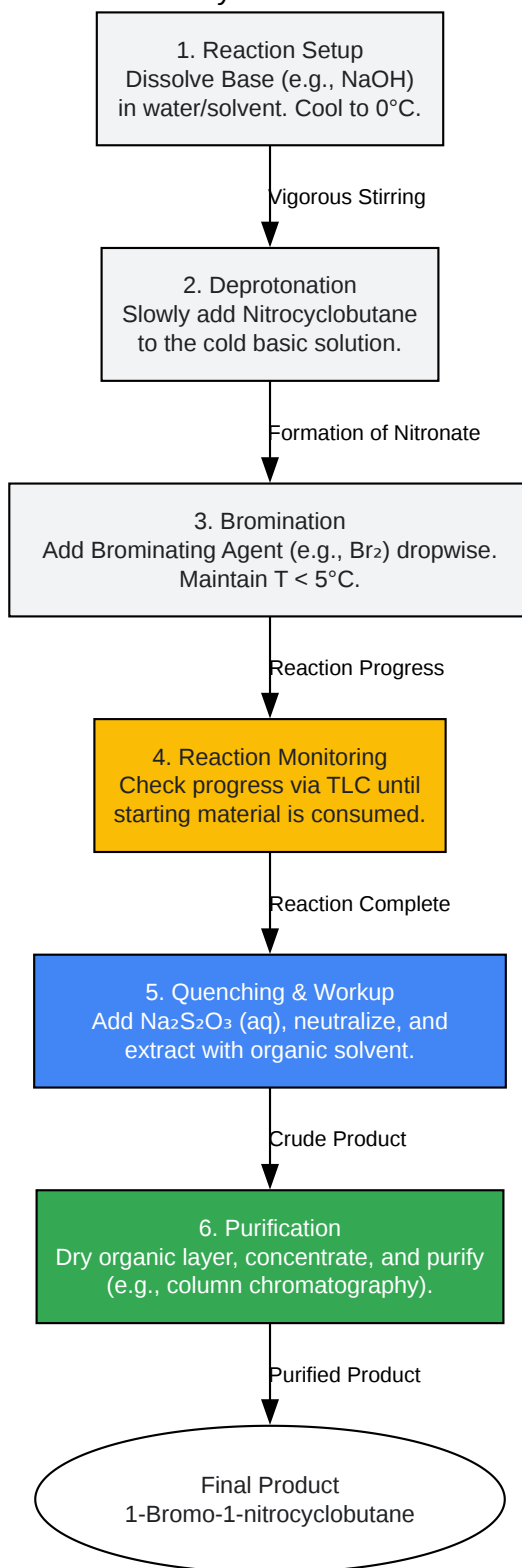 1. Reaction Setup
Dissolve Base (e.g., NaOH)
in water/solvent. Cool to 0°C.
Vigorous Stirring
2. Deprotonation
Slowly add Nitrocyclobutane
to the cold basic solution.
Formation of Nitronate
3. Bromination
Add Brominating Agent (e.g., Br₂) dropwise.
Maintain T < 5°C.
Reaction Progress
4. Reaction Monitoring
Check progress via TLC until
starting material is consumed.
Reaction Complete
5. Quenching & Workup
Add Na₂S₂O₃ (aq), neutralize, and
extract with organic solvent.
Crude Product
6. Purification
Dry organic layer, concentrate, and purify
(e.g., column chromatography).
Purified Product
Final Product
1-Bromo-1-nitrocyclobutane